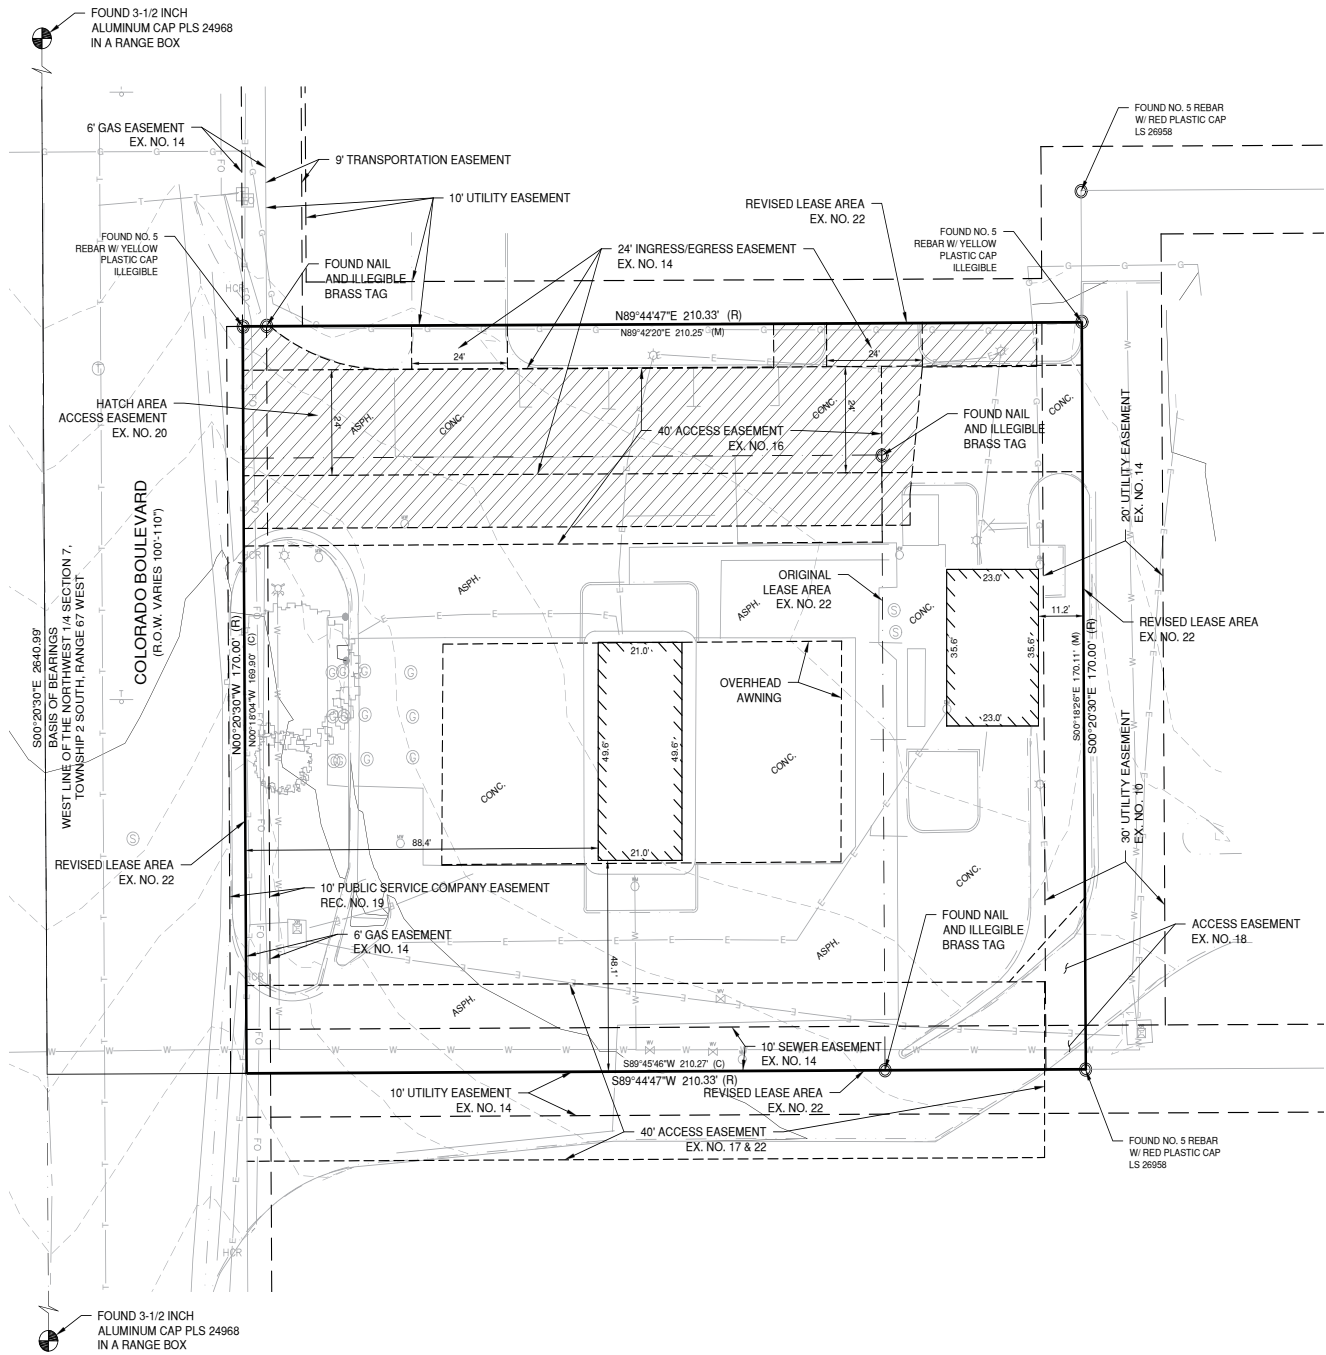 FOUND 3-1/2 INCH
ALUMINUM CAP PLS 24968
IN A RANGE BOX
FOUND NO. 5 REBAR
W/ RED PLASTIC CAP
LS 26958
6' GAS EASEMENT
EX. NO. 14
9' TRANSPORTATION EASEMENT
10' UTILITY EASEMENT
REVISED LEASE AREA
EX. NO. 22
FOUND NO. 5
REBAR W/ YELLOW
PLASTIC CAP
ILLEGIBLE
FOUND NAIL
AND ILLEGIBLE
BRASS TAG
24' INGRESS/EGRESS EASEMENT
EX. NO. 14
FOUND NO. 5
REBAR W/ YELLOW
PLASTIC CAP
ILLEGIBLE
N89°44'47"E 210.33' (R)
N89°42'20"E 210.25' (M)
24'
24'
24'
24'
HATCH AREA
ACCESS EASEMENT
EX. NO. 20
ASPH.
CONC.
CONC.
CONC.
40' ACCESS EASEMENT
EX. NO. 16
FOUND NAIL
AND ILLEGIBLE
BRASS TAG
20' UTILITY EASEMENT
EX. NO. 14
COLORADO BOULEVARD
(R.O.W. VARIES 100'-110")
S00°20'30"E 2640.99'
BASIS OF BEARINGS
WEST LINE OF THE NORTHWEST 1/4 SECTION 7,
TOWNSHIP 2 SOUTH, RANGE 67 WEST
N00°20'30"W 170.00' (R)
N00°18'04"W 169.90' (C)
ASPH.
ASPH.
ORIGINAL
LEASE AREA
EX. NO. 22
CONC.
23.0'
35.6'
35.6'
23.0'
11.2'
S00°18'26"E 170.11' (M)
S00°20'30"E 170.00' (R)
REVISED LEASE AREA
EX. NO. 22
OVERHEAD
AWNING
21.0'
49.6'
49.6'
21.0'
CONC.
CONC.
CONC.
88.4'
48.1'
30' UTILITY EASEMENT
EX. NO. 10
REVISED LEASE AREA
EX. NO. 22
10' PUBLIC SERVICE COMPANY EASEMENT
REC. NO. 19
6' GAS EASEMENT
EX. NO. 14
FOUND NAIL
AND ILLEGIBLE
BRASS TAG
ACCESS EASEMENT
EX. NO. 18
ASPH.
ASPH.
10' SEWER EASEMENT
EX. NO. 14
S89°45'46"W 210.27' (C)
S89°44'47"W 210.33' (R)
10' UTILITY EASEMENT
EX. NO. 14
REVISED LEASE AREA
EX. NO. 22
40' ACCESS EASEMENT
EX. NO. 17 & 22
FOUND NO. 5 REBAR
W/ RED PLASTIC CAP
LS 26958
FOUND 3-1/2 INCH
ALUMINUM CAP PLS 24968
IN A RANGE BOX